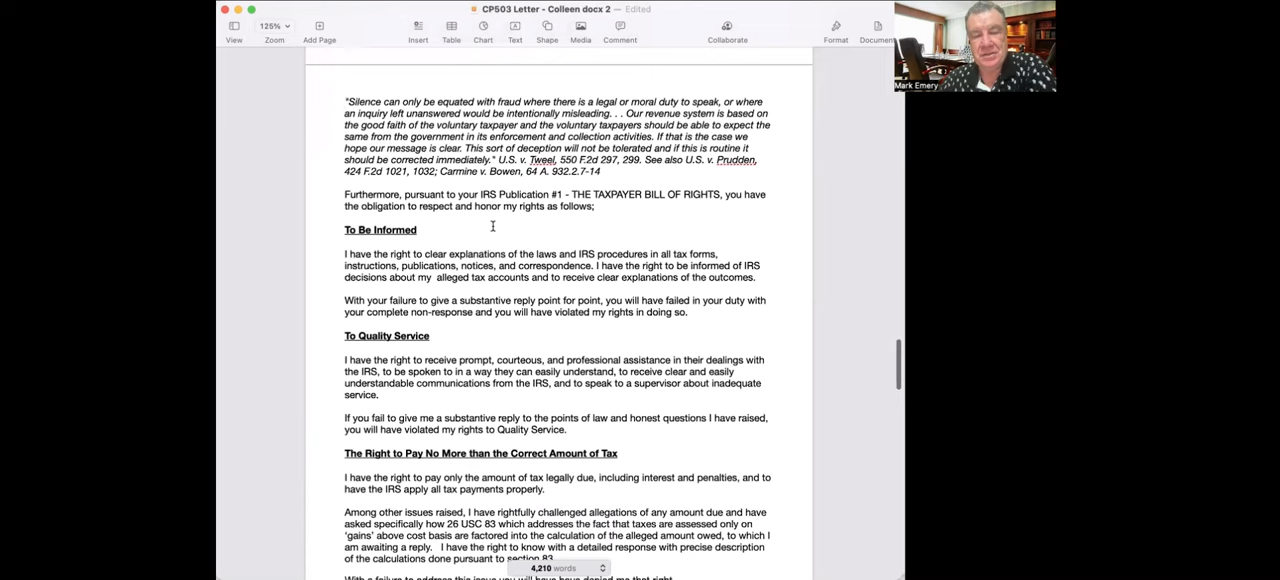 CP503 Letter - Colleen docx 2 — Edited
125%
View
Zoom
Add Page
Insert
Table
Chart
Text
Shape
Media
Comment
Collaborate
Format
Document
Mark Emery
"Silence can only be equated with fraud where there is a legal or moral duty to speak, or where
an inquiry left unanswered would be intentionally misleading. . . Our revenue system is based on
the good faith of the voluntary taxpayer and the voluntary taxpayers should be able to expect the
same from the government in its enforcement and collection activities. If that is the case we
hope our message is clear. This sort of deception will not be tolerated and if this is routine it
should be corrected immediately." U.S. v. Tweel, 550 F.2d 297, 299. See also U.S. v. Prudden,
424 F.2d 1021, 1032; Carmine v. Bowen, 64 A. 932.2.7-14
Furthermore, pursuant to your IRS Publication #1 - THE TAXPAYER BILL OF RIGHTS, you have
the obligation to respect and honor my rights as follows;
To Be Informed
I have the right to clear explanations of the laws and IRS procedures in all tax forms,
instructions, publications, notices, and correspondence. I have the right to be informed of IRS
decisions about my alleged tax accounts and to receive clear explanations of the outcomes.
With your failure to give a substantive reply point for point, you will have failed in your duty with
your complete non-response and you will have violated my rights in doing so.
To Quality Service
I have the right to receive prompt, courteous, and professional assistance in their dealings with
the IRS, to be spoken to in a way they can easily understand, to receive clear and easily
understandable communications from the IRS, and to speak to a supervisor about inadequate
service.
If you fail to give me a substantive reply to the points of law and honest questions I have raised,
you will have violated my rights to Quality Service.
The Right to Pay No More than the Correct Amount of Tax
I have the right to pay only the amount of tax legally due, including interest and penalties, and to
have the IRS apply all tax payments properly.
Among other issues raised, I have rightfully challenged allegations of any amount due and have
asked specifically how 26 USC 83 which addresses the fact that taxes are assessed only on
'gains' above cost basis are factored into the calculation of the alleged amount owed, to which I
am awaiting a reply. I have the right to know with a detailed response with precise description
of the calculations done pursuant to section 83
4,210 words
With a failure to address this issue you will have have denied me that right